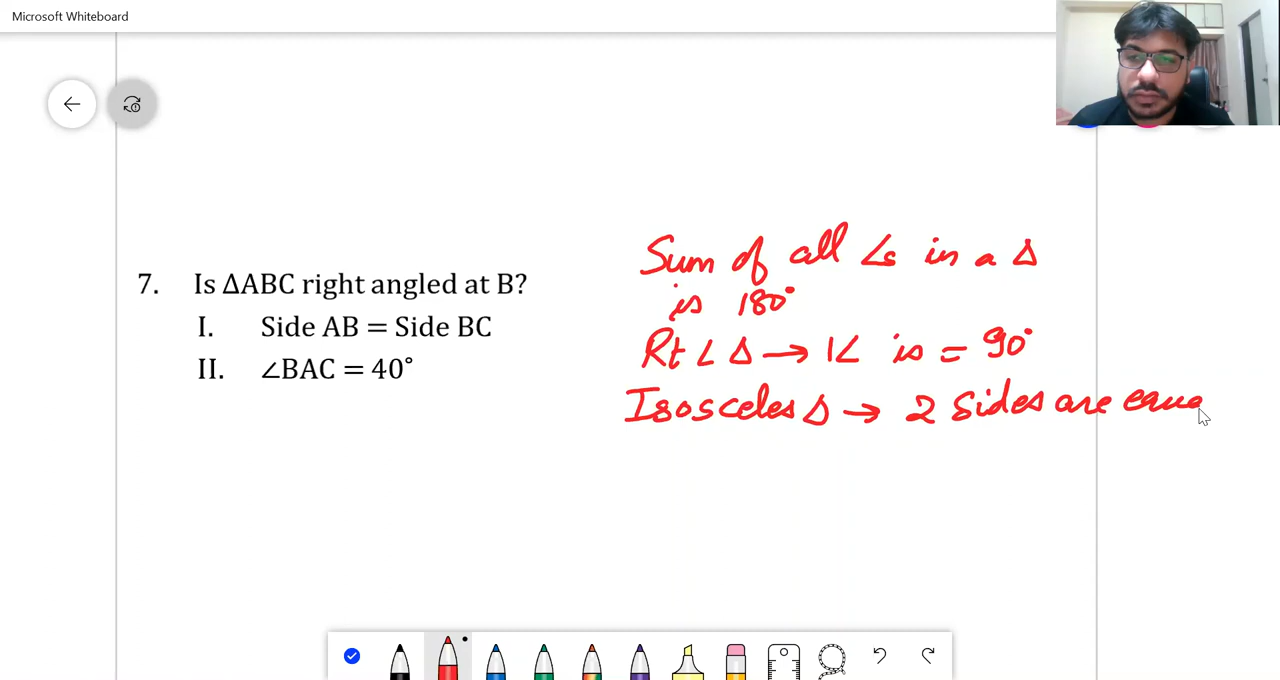 Microsoft Whiteboard
7. Is ΔABC right angled at B?
I. Side AB = Side BC
II. ∠BAC = 40°
Sum of all ∠s in a Δ
is 180°
Rt ∠ Δ → 1∠ is = 90°
Isosceles Δ → 2 sides are